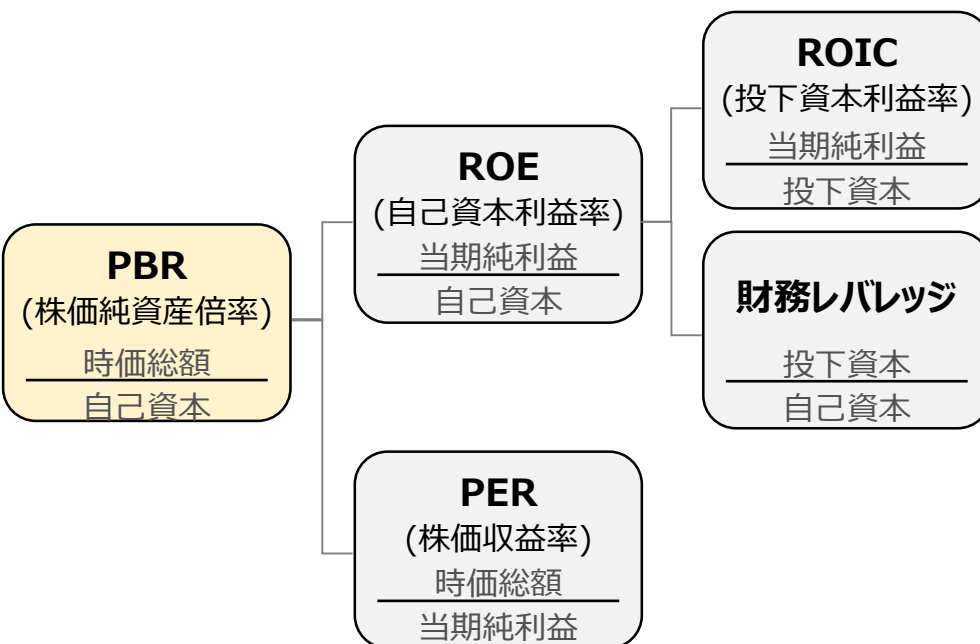 PBR
(株価純資産倍率)
時価総額
自己資本
ROE
(自己資本利益率)
当期純利益
自己資本
PER
(株価収益率)
時価総額
当期純利益
ROIC
(投下資本利益率)
当期純利益
投下資本
財務レバレッジ
投下資本
自己資本